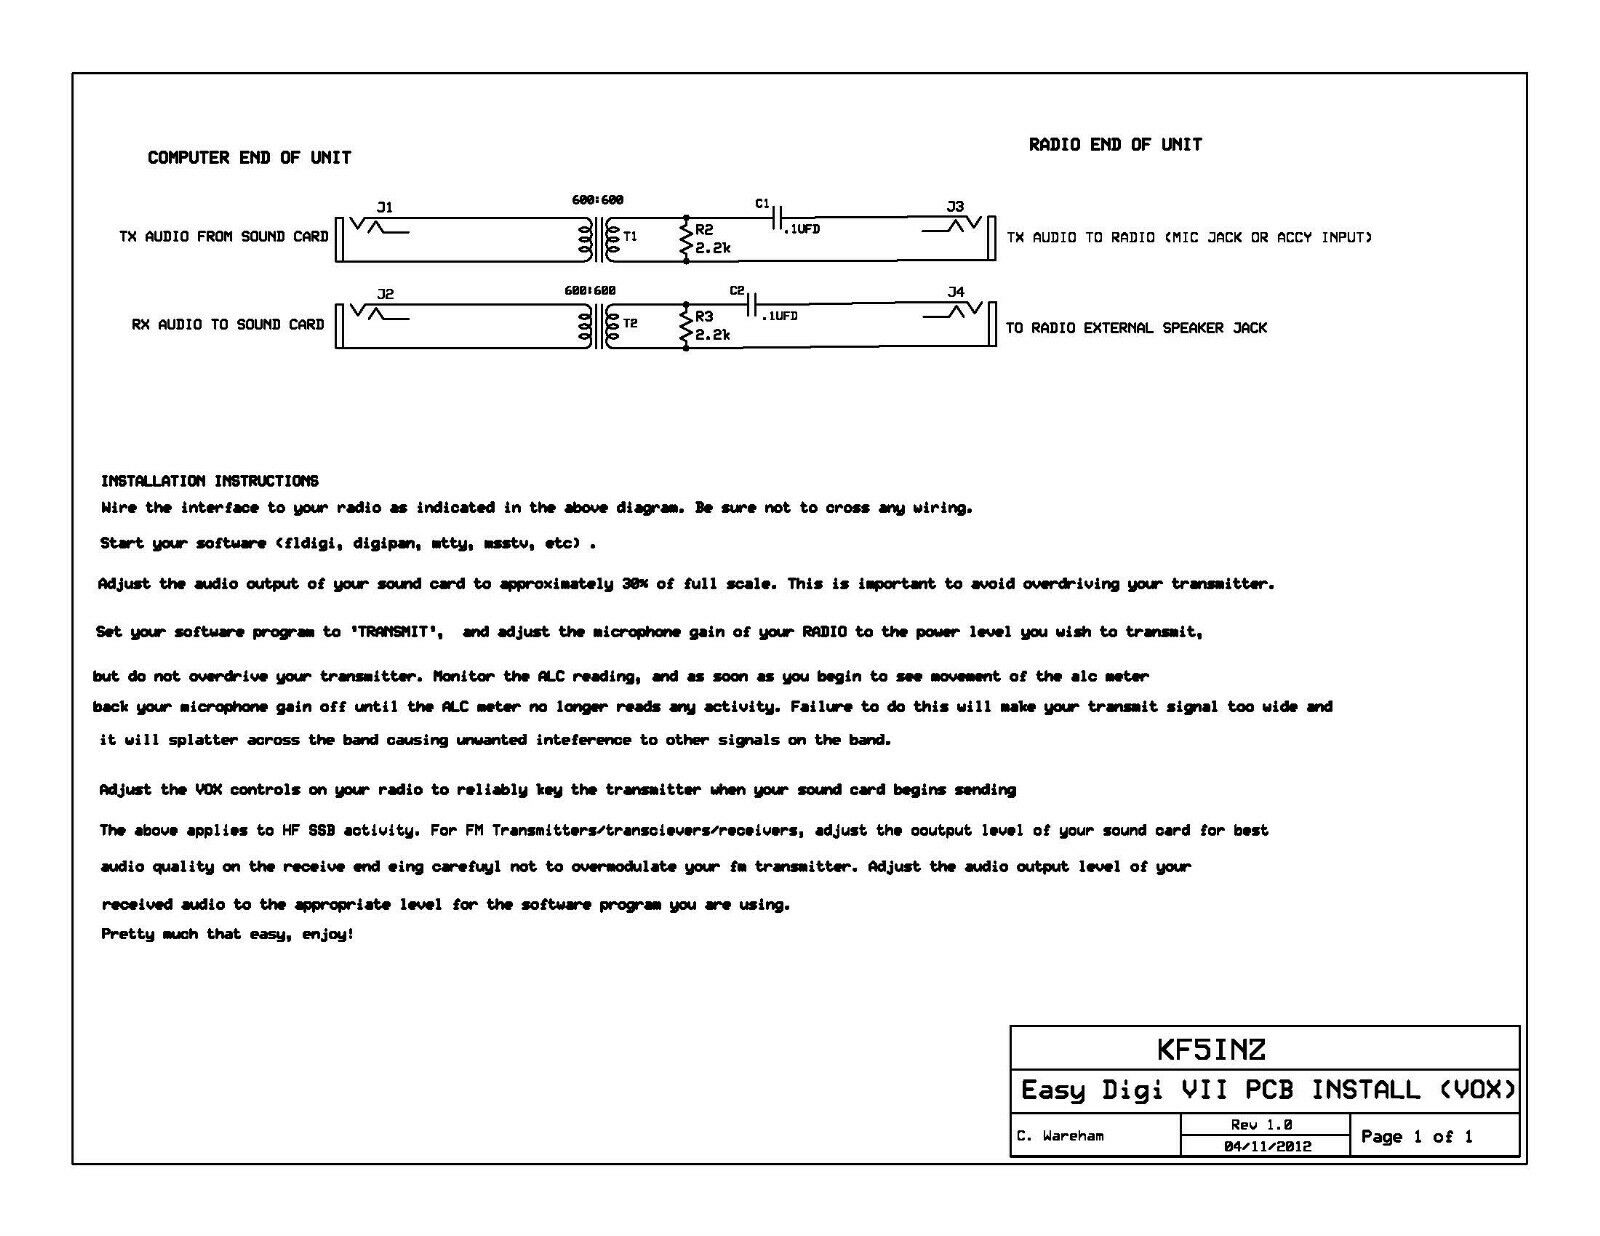 COMPUTER END OF UNIT
RADIO END OF UNIT
600:600
J1
C1
J3
TX AUDIO FROM SOUND CARD
T1
R2
2.2k
.1UFD
TX AUDIO TO RADIO (MIC JACK OR ACCY INPUT)
600:600
J2
C2
J4
RX AUDIO TO SOUND CARD
T2
R3
2.2k
.1UFD
TO RADIO EXTERNAL SPEAKER JACK
INSTALLATION INSTRUCTIONS
Wire the interface to your radio as indicated in the above diagram. Be sure not to cross any wiring.
Start your software (fldigi, digipan, mtty, msstv, etc) .
Adjust the audio output of your sound card to approximately 30% of full scale. This is important to avoid overdriving your transmitter.
Set your software program to 'TRANSMIT', and adjust the microphone gain of your RADIO to the power level you wish to transmit,
but do not overdrive your transmitter. Monitor the ALC reading, and as soon as you begin to see movement of the alc meter
back your microphone gain off until the ALC meter no longer reads any activity. Failure to do this will make your transmit signal too wide and
it will splatter across the band causing unwanted inteference to other signals on the band.
Adjust the VOX controls on your radio to reliably key the transmitter when your sound card begins sending
The above applies to HF SSB activity. For FM Transmitters/transcievers/receivers, adjust the ooutput level of your sound card for best
audio quality on the receive end eing carefuyl not to overmodulate your fm transmitter. Adjust the audio output level of your
received audio to the appropriate level for the software program you are using.
Pretty much that easy, enjoy!
KF5INZ
Easy Digi VII PCB INSTALL (VOX)
C. Wareham
Rev 1.0
04/11/2012
Page 1 of 1